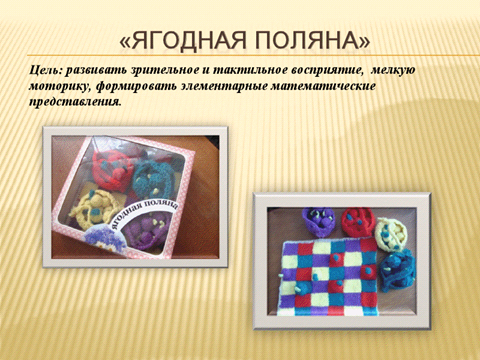 «ЯГОДНАЯ ПОЛЯНА»
Цель: развивать зрительное и тактильное восприятие, мелкую
моторику, формировать элементарные математические
представления.
ягодная поляна